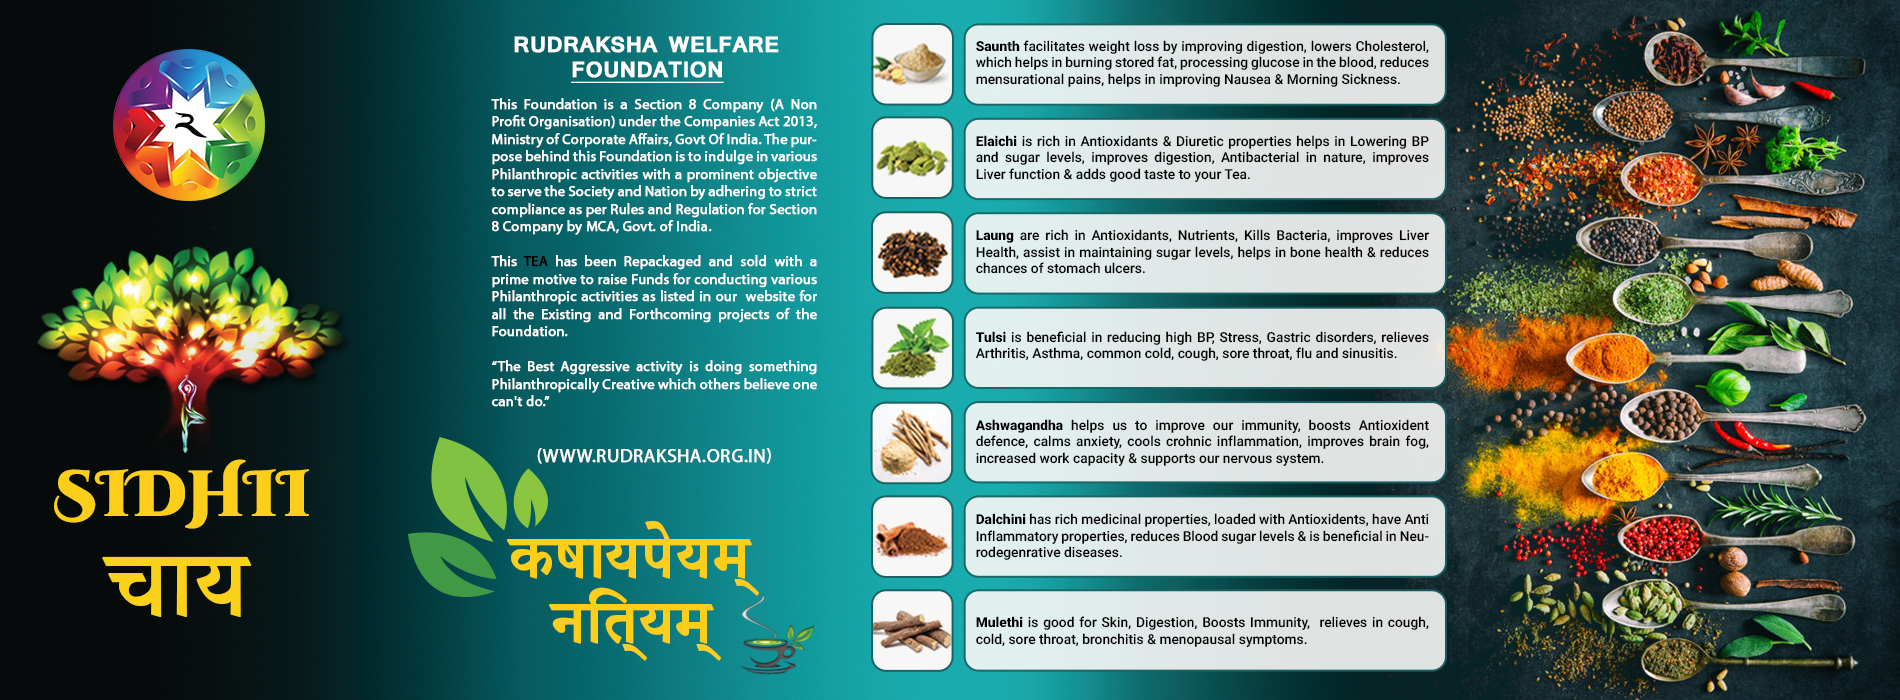 SIDHII
चाय
RUDRAKSHA WELFARE
FOUNDATION
This Foundation is a Section 8 Company (A Non
Profit Organisation) under the Companies Act 2013,
Ministry of Corporate Affairs, Govt Of India. The pur-
pose behind this Foundation is to indulge in various
Philanthropic activities with a prominent objective
to serve the Society and Nation by adhering to strict
compliance as per Rules and Regulation for Section
8 Company by MCA, Govt. of India.
This TEA has been Repackaged and sold with a
prime motive to raise Funds for conducting various
Philanthropic activities as listed in our website for
all the Existing and Forthcoming projects of the
Foundation.
“The Best Aggressive activity is doing something
Philanthropically Creative which others believe one
can't do.”
(WWW.RUDRAKSHA.ORG.IN)
कषायपेयम्
नति्यम्
Saunth facilitates weight loss by improving digestion, lowers Cholesterol,
which helps in burning stored fat, processing glucose in the blood, reduces
mensurational pains, helps in improving Nausea & Morning Sickness.
Elaichi is rich in Antioxidants & Diuretic properties helps in Lowering BP
and sugar levels, improves digestion, Antibacterial in nature, improves
Liver function & adds good taste to your Tea.
Laung are rich in Antioxidants, Nutrients, Kills Bacteria, improves Liver
Health, assist in maintaining sugar levels, helps in bone health & reduces
chances of stomach ulcers.
Tulsi is beneficial in reducing high BP, Stress, Gastric disorders, relieves
Arthritis, Asthma, common cold, cough, sore throat, flu and sinusitis.
Ashwagandha helps us to improve our immunity, boosts Antioxident
defence, calms anxiety, cools crohnic inflammation, improves brain fog,
increased work capacity & supports our nervous system.
Dalchini has rich medicinal properties, loaded with Antioxidents, have Anti
Inflammatory properties, reduces Blood sugar levels & is beneficial in Neu-
rodegenrative diseases.
Mulethi is good for Skin, Digestion, Boosts Immunity, relieves in cough,
cold, sore throat, bronchitis & menopausal symptoms.